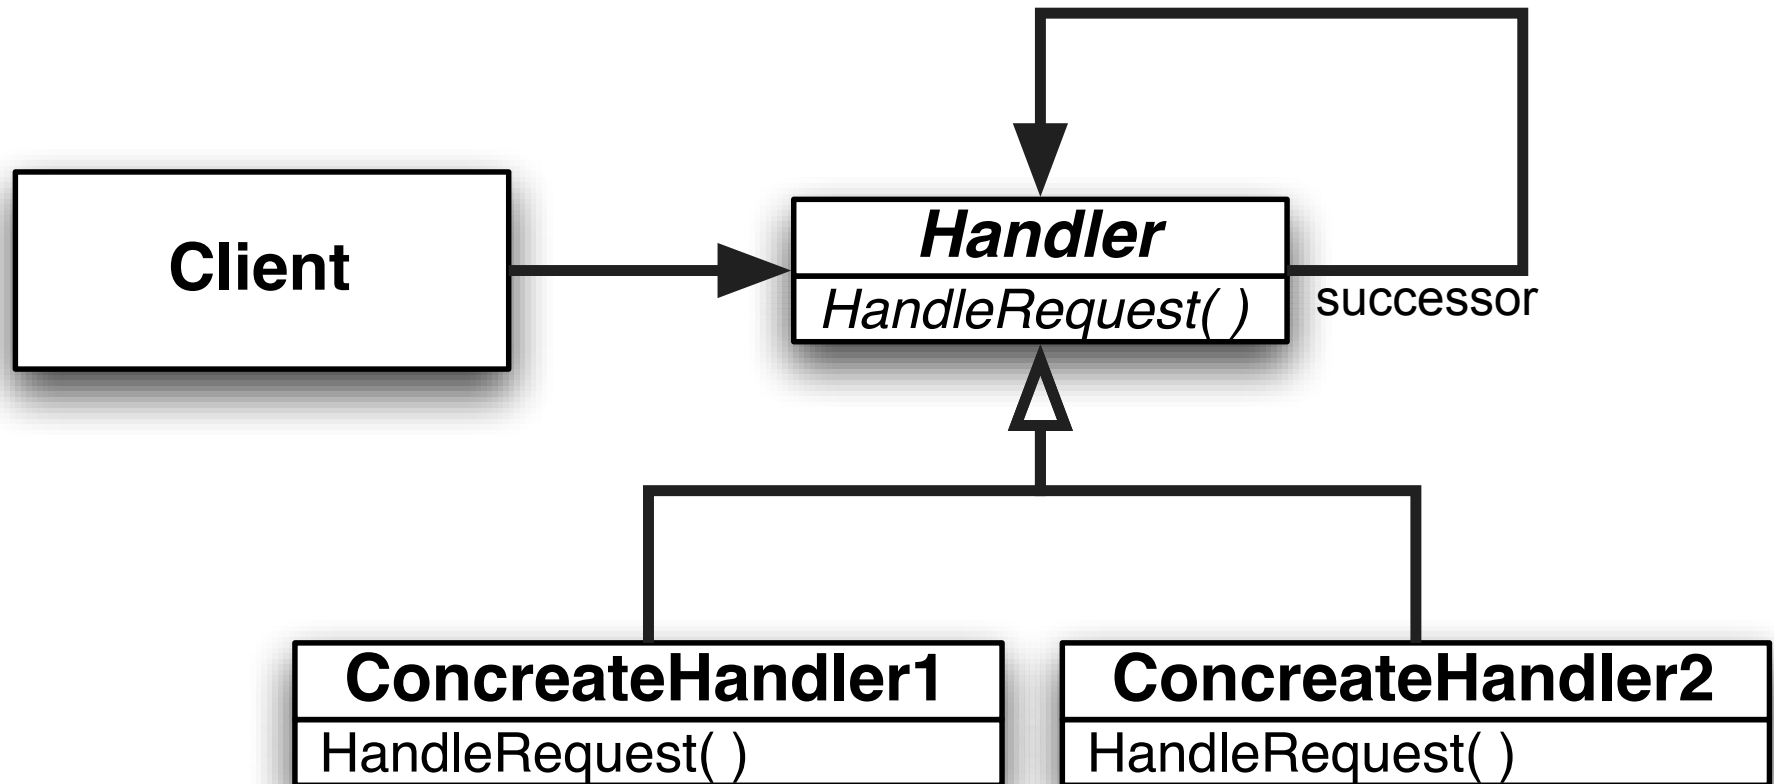 Client
Handler
HandleRequest( )
successor
ConcreateHandler1
HandleRequest( )
ConcreateHandler2
HandleRequest( )